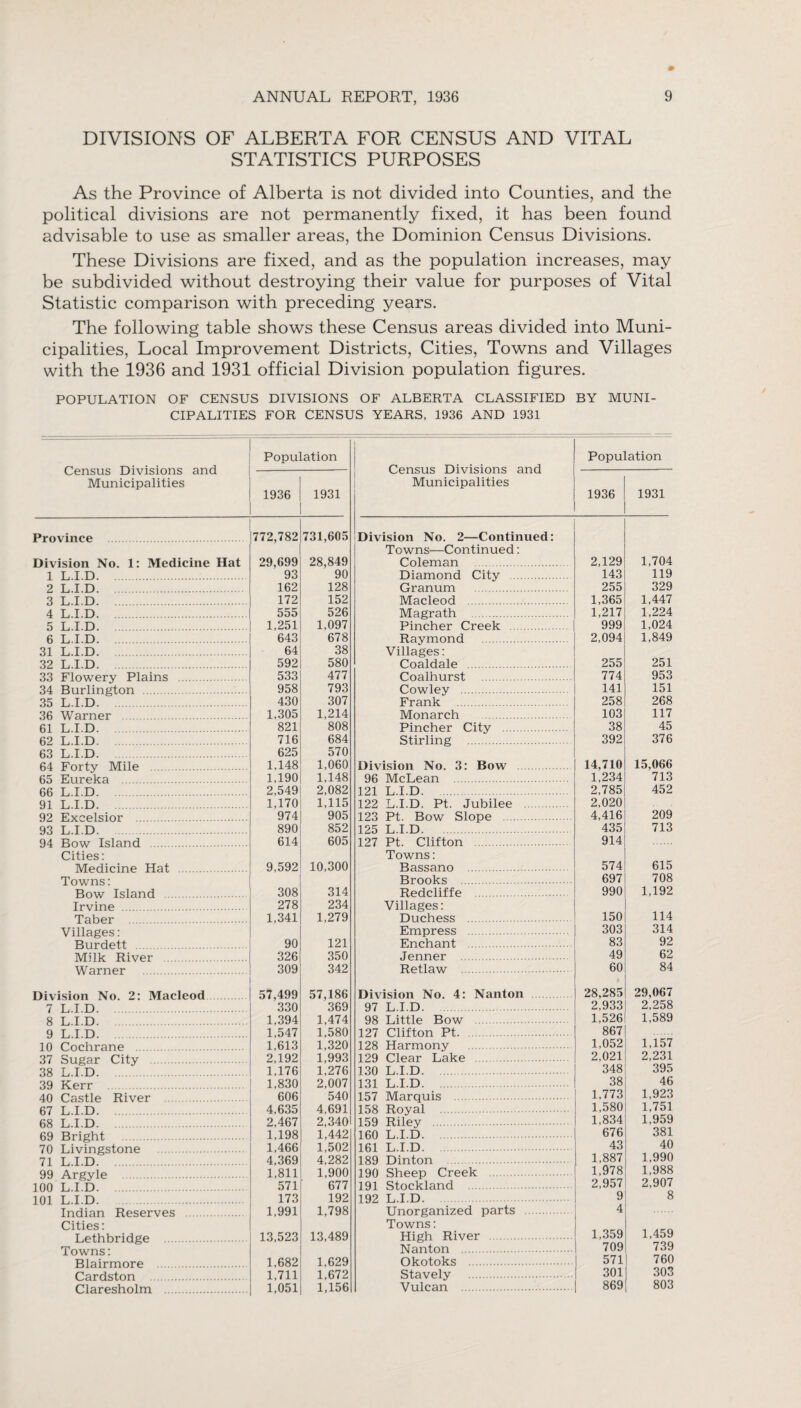 ANNUAL REPORT, 1936 9
DIVISIONS OF ALBERTA FOR CENSUS AND VITAL
STATISTICS PURPOSES
As the Province of Alberta is not divided into Counties, and the
political divisions are not permanently fixed, it has been found
advisable to use as smaller areas, the Dominion Census Divisions.
These Divisions are fixed, and as the population increases, may
be subdivided without destroying their value for purposes of Vital
Statistic comparison with preceding years.
The following table shows these Census areas divided into Muni-
cipalities, Local Improvement Districts, Cities, Towns and Villages
with the 1936 and 1931 official Division population figures.
POPULATION OF CENSUS DIVISIONS OF ALBERTA CLASSIFIED BY MUNI-
CIPALITIES FOR CENSUS YEARS, 1936 AND 1931
Census Divisions and Municipalities
Population
1936 1931
Province 772,782 731,605
Division No. 1: Medicine Hat 29,699 28,849
1 L.I.D. 93 90
2 L.I.D. 162 128
3 L.I.D. 172 152
4 L.I.D. 555 526
5 L.I.D. 1,251 1,097
6 L.I.D. 643 678
31 L.I.D. 64 38
32 L.I.D. 592 580
33 Flowery Plains 533 477
34 Burlington 958 793
35 L.I.D. 430 307
36 Warner 1,305 1,214
61 L.I.D. 821 808
62 L.I.D. 716 684
63 L.I.D. 625 570
64 Forty Mile 1,148 1,060
65 Eureka 1,190 1,148
66 L.I.D. 2,549 2,082
91 L.I.D. 1,170 1,115
92 Excelsior 974 905
93 L.I.D. 890 852
94 Bow Island 614 605
Cities:
Medicine Hat 9,592 10,300
Towns:
Bow Island 308 314
Irvine 278 234
Taber 1,341 1,279
Villages:
Burdett 90 121
Milk River 326 350
Warner 309 342
Division No. 2: Macleod 57,499 57,186
7 L.I.D. 330 369
8 L.I.D. 1,394 1,474
9 L.I.D. 1,547 1,580
10 Cochrane 1,613 1,320
37 Sugar City 2,192 1,993
38 L.I.D. 1,176 1,276
39 Kerr 1,830 2,007
40 Castle River 606 540
67 L.I.D. 4,635 4,691
68 L.I.D. 2,467 2,340
69 Bright 1,198 1,442
70 Livingstone 1,466 1,502
71 L.I.D. 4,369 4,282
99 Argyle 1,811 1,900
100 L.I.D. 571 677
101 L.I.D. 173 192
Indian Reserves 1,991 1,798
Cities:
Lethbridge 13,523 13,489
Towns:
Blairmore 1,682 1,629
Cardston 1,711 1,672
Claresholm 1,051 1,156
Census Divisions and Municipalities
Population
1936 1931
Division No. 2—Continued:
Towns—Continued:
Coleman 2,129 1,704
Diamond City 143 119
Granum 255 329
Macleod 1,365 1,447
Magrath 1,217 1,224
Pincher Creek 999 1,024
Raymond 2,094 1,849
Villages:
Coaldale 255 251
Coalhurst 774 953
Cowley 141 151
Frank 258 268
Monarch 103 117
Pincher City 38 45
Stirling 392 376
Division No. 3: Bow 14,710 15,066
96 McLean 1,234 713
121 L.I.D. 2,785 452
122 L.I.D. Pt. Jubilee 2,020
123 Pt. Bow Slope 4,416 209
125 L.I.D. 435 713
127 Pt. Clifton 914 ......
Towns:
Bassano 574 615
Brooks 697 708
Redcliffe 990 1,192
Villages:
Duchess 150 114
Empress 303 314
Enchant 83 92
Jenner 49 62
Retlaw 60 84
Division No. 4: Nanton 28,285 29,067
97 L.I.D. 2,933 2,258
98 Little Bow 1,526 1,589
127 Clifton Pt. 867 ......
128 Harmony 1,052 1,157
129 Clear Lake 2,021 2,231
130 L.I.D. 348 395
131 L.I.D. 38 46
157 Marquis 1,773 1,923
158 Royal 1,580 1,751
159 Riley 1,834 1,959
160 L.I.D. 676 381
161 L.I.D. 43 40
189 Dinton 1,887 1,990
190 Sheep Creek 1,978 1,988
191 Stockland 2,957 2,907
192 L.I.D. 9 8
Unorganized parts 4 ......
Towns:
High River 1,359 1,459
Nanton 709 739
Okotoks 571 760
Stavely 301 303
Vulcan 869 803